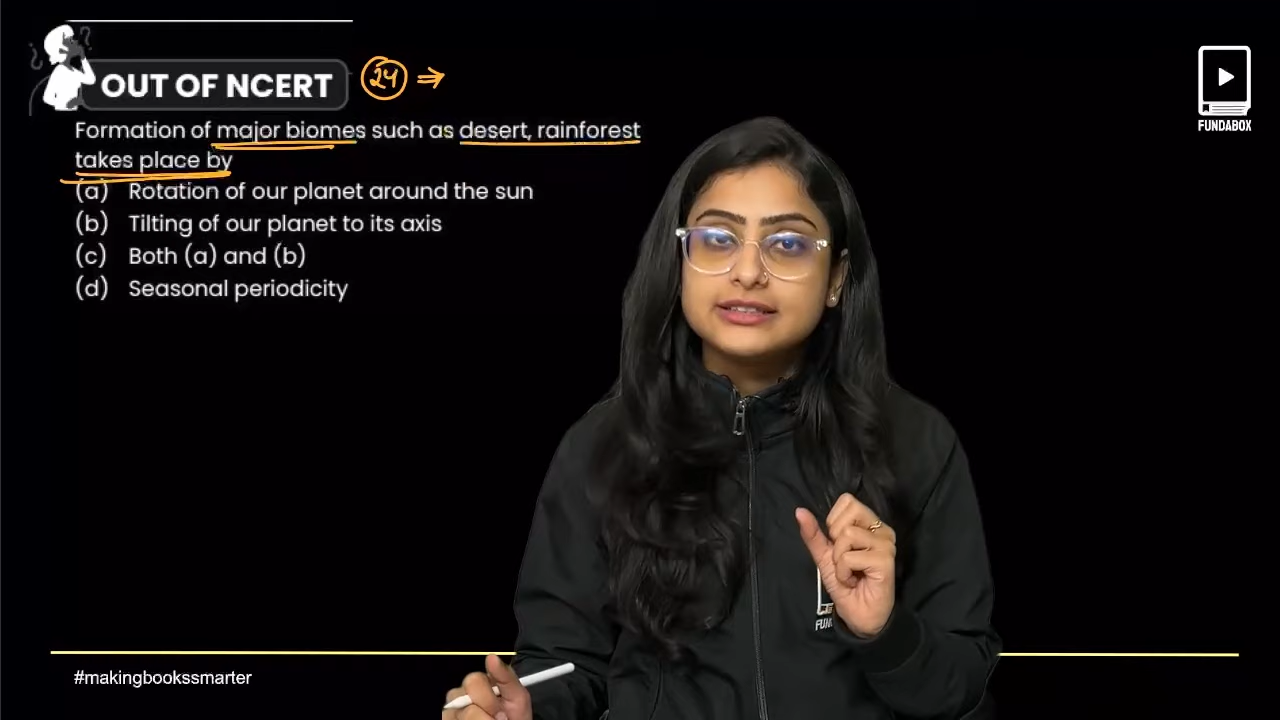 OUT OF NCERT 24 ⇒
FUNDABOX
Formation of major biomes such as desert, rainforest
takes place by
(a) Rotation of our planet around the sun
(b) Tilting of our planet to its axis
(c) Both (a) and (b)
(d) Seasonal periodicity
#makingbookssmarter